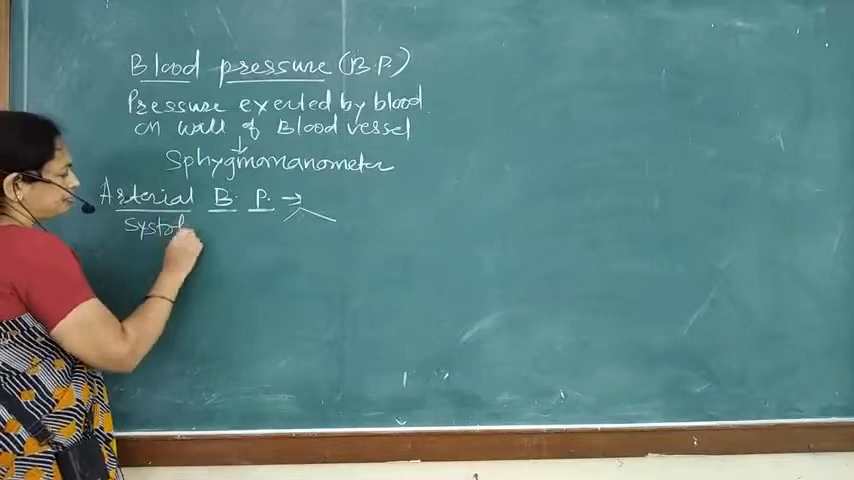 Blood pressure (B.P.)
Pressure exerted by blood
on wall of Blood vessel
↓
Sphygmomanometer
Arterial B. P. →
Systol